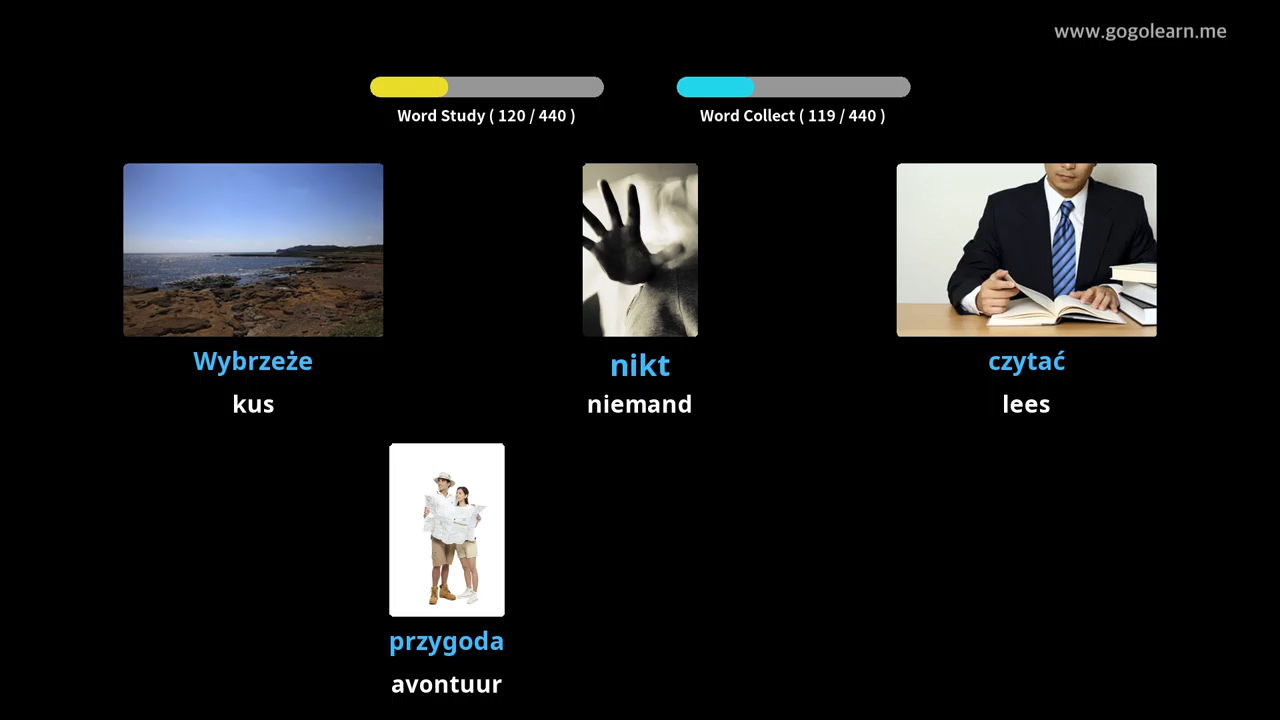 www.gogolearn.me
Word Study ( 120 / 440 )
Word Collect ( 119 / 440 )
Wybrzeże
kus
nikt
niemand
czytać
lees
przygoda
avontuur